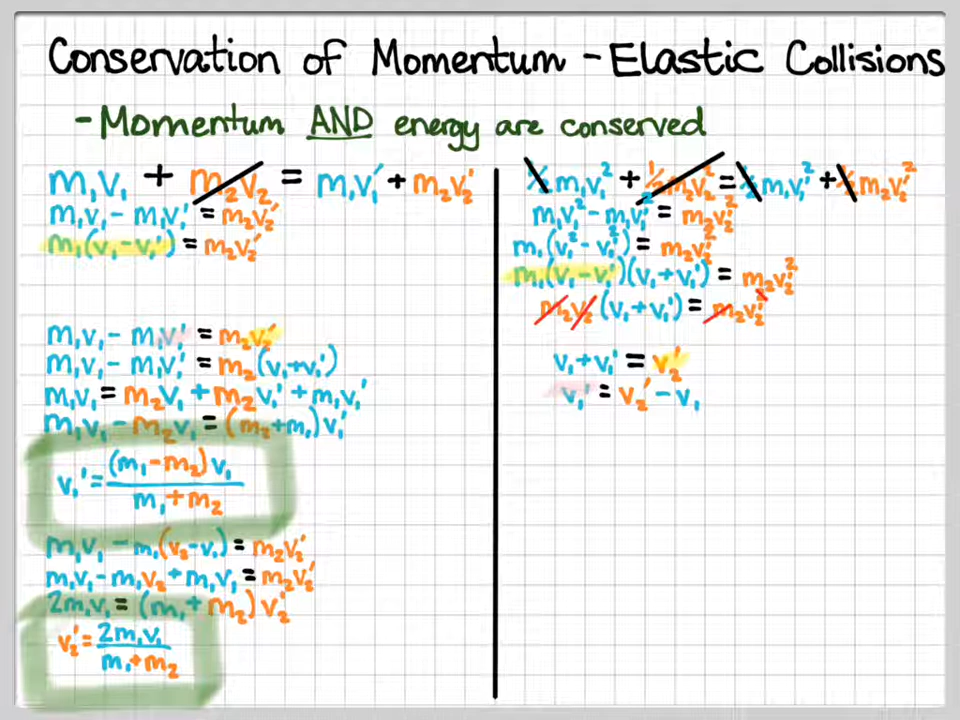 Conservation of Momentum - Elastic Collisions
- Momentum AND energy are conserved
m₁v₁ + m₂v₂ = m₁v₁' + m₂v₂'
m₁v₁ - m₁v₁' = m₂v₂'
m₁(v₁-v₁') = m₂v₂'
m₁v₁ - m₁v₁' = m₂v₂'
m₁v₁ - m₁v₁' = m₂(v₁+v₁')
m₁v₁ = m₂v₁ + m₂v₁' + m₁v₁'
m₁v₁ - m₂v₁ = (m₂+m₁)v₁'
v₁' = (m₁-m₂)v₁ / m₁+m₂
m₁v₁ - m₁(v₂-v₁) = m₂v₂'
m₁v₁ - m₁v₂ + m₁v₁ = m₂v₂'
2m₁v₁ = (m₁+m₂)v₂'
v₂' = 2m₁v₁ / m₁+m₂
½m₁v₁² + ½m₂v₂² = ½m₁v₁'² + ½m₂v₂'²
m₁v₁² - m₁v₁'² = m₂v₂'²
m₁(v₁² - v₁'²) = m₂v₂'²
m₁(v₁-v₁')(v₁+v₁') = m₂v₂'²
m₂v₂'(v₁+v₁') = m₂v₂'²
v₁+v₁' = v₂'
v₁' = v₂' - v₁